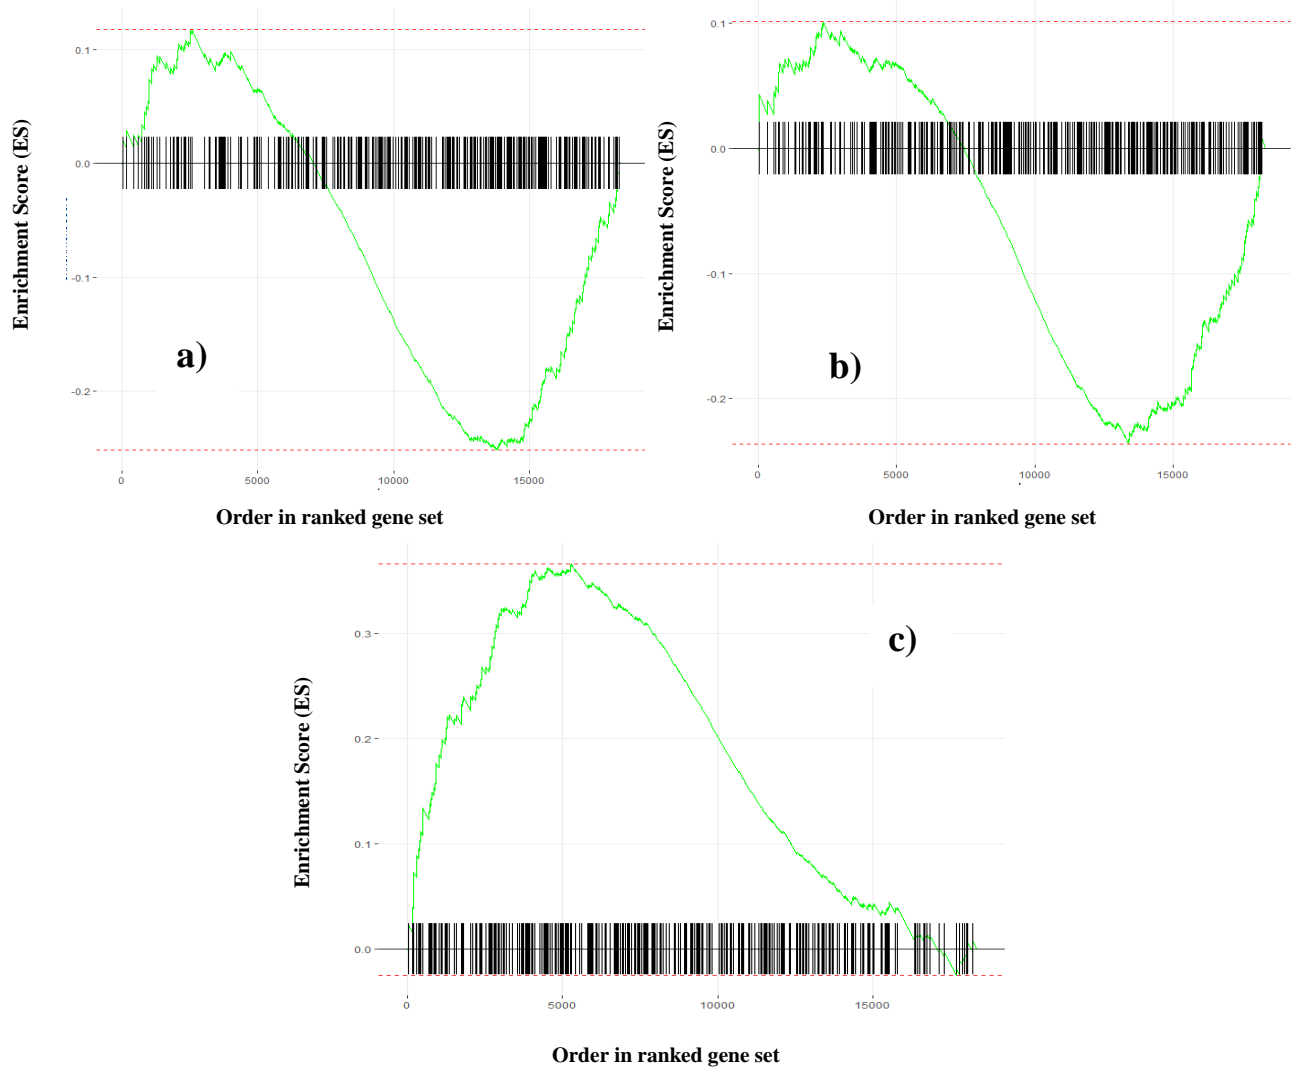 0.1
0.0
-0.1
-0.2
Enrichment Score (ES)
a)
0 5000 10000 15000
Order in ranked gene set
0.1
0.0
-0.1
-0.2
Enrichment Score (ES)
b)
0 5000 10000 15000
Order in ranked gene set
0.3
0.2
0.1
0.0
Enrichment Score (ES)
c)
0 5000 10000 15000
Order in ranked gene set